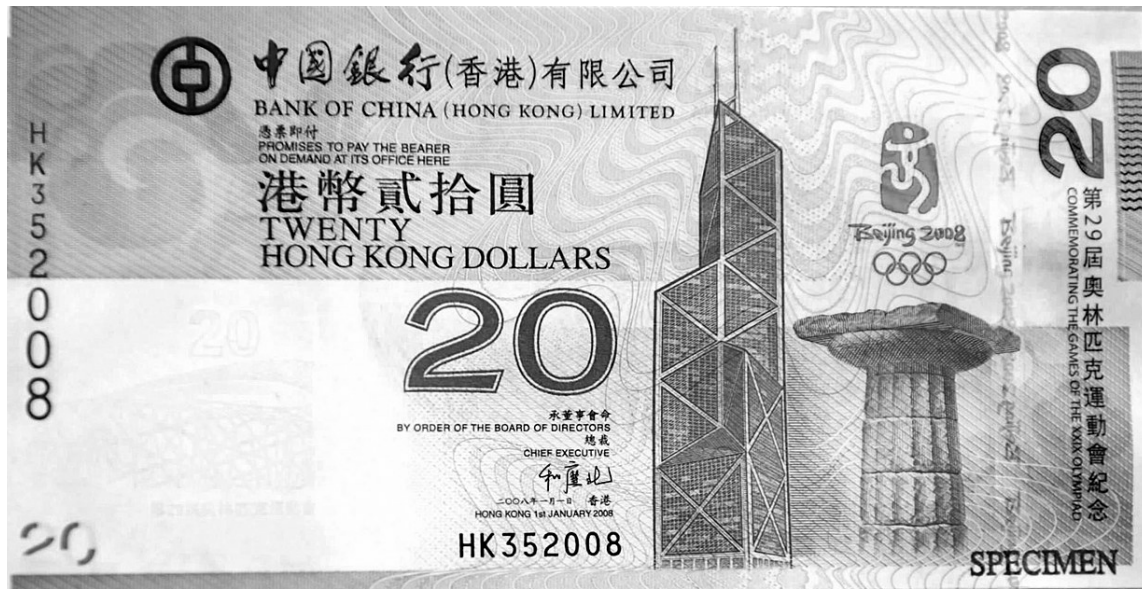 中國銀行(香港)有限公司
BANK OF CHINA (HONG KONG) LIMITED
憑票即付
PROMISES TO PAY THE BEARER
ON DEMAND AT ITS OFFICE HERE
港幣貳拾圓
TWENTY
HONG KONG DOLLARS
20
承董事會命
BY ORDER OF THE BOARD OF DIRECTORS
總裁
CHIEF EXECUTIVE
和廣北
二〇〇八年一月一日 香港
HONG KONG 1st JANUARY 2008
HK352008
HK352008
20
20
Beijing 2008
20
第29屆奧林匹克運動會紀念
COMMEMORATING THE GAMES OF THE XXIX OLYMPIAD
SPECIMEN